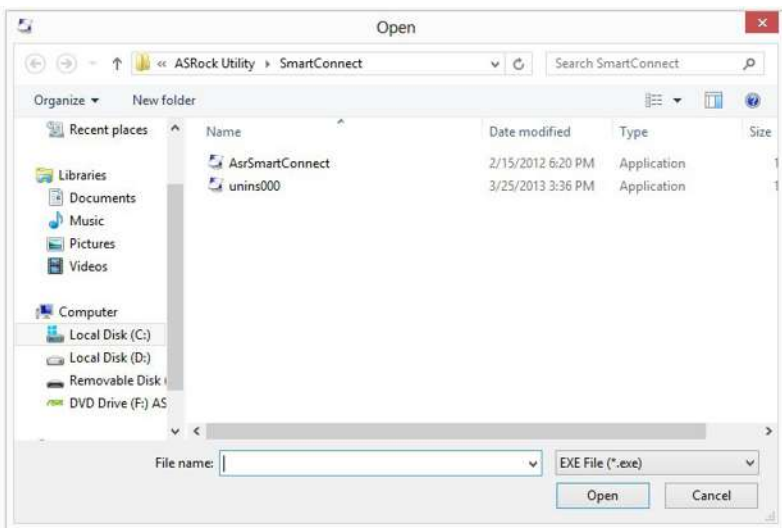 Open
« ASRock Utility ▸ SmartConnect
Search SmartConnect
Organize
New folder
Name
Date modified
Type
Size
AsrSmartConnect
2/15/2012 6:20 PM
Application
1
unins000
3/25/2013 3:36 PM
Application
1
Recent places
Libraries
Documents
Music
Pictures
Videos
Computer
Local Disk (C:)
Local Disk (D:)
Removable Disk
DVD Drive (F:) AS
File name:
EXE File (*.exe)
Open
Cancel